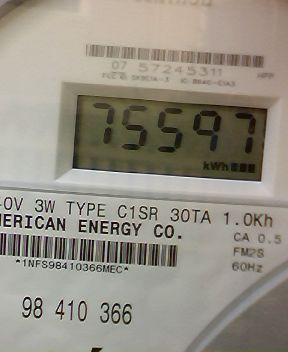 07 57245311
75597
kWh
0V 3W TYPE C1SR 30TA 1.0Kh
MERICAN ENERGY CO.
CA 0.5
FM2S
60Hz
*1NFS98410366MEC*
98 410 366